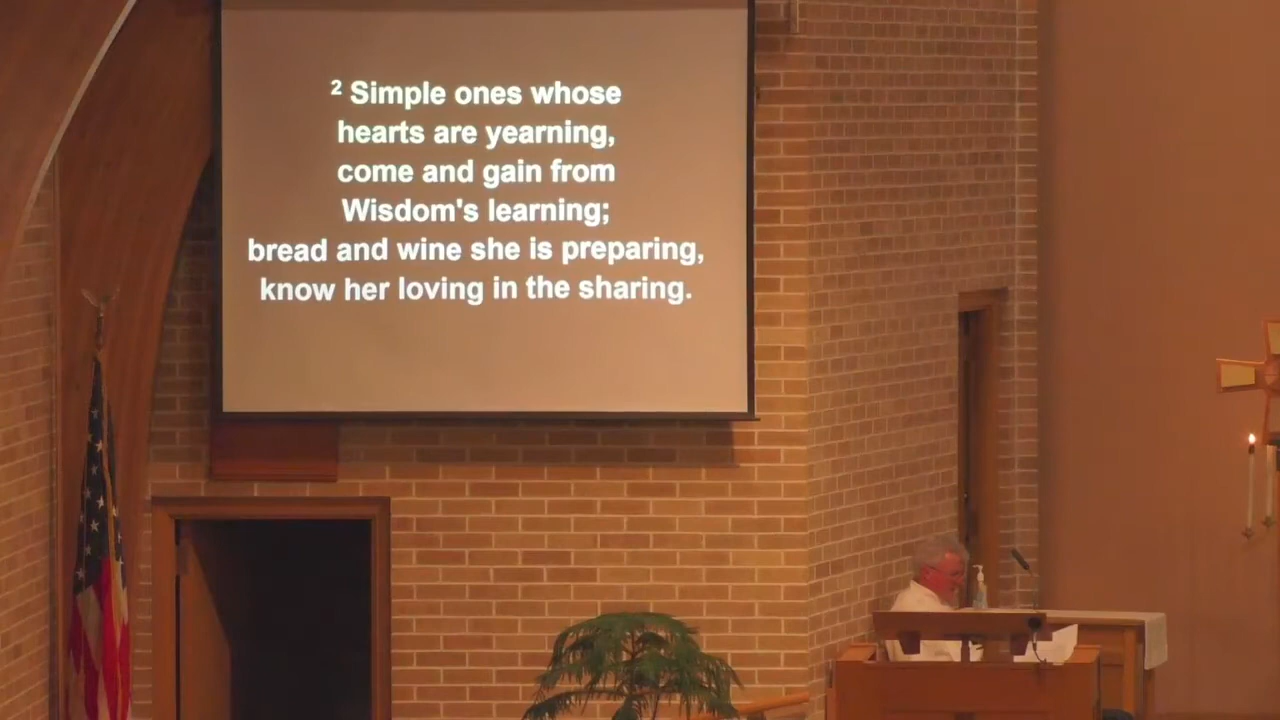 ² Simple ones whose
hearts are yearning,
come and gain from
Wisdom's learning;
bread and wine she is preparing,
know her loving in the sharing.